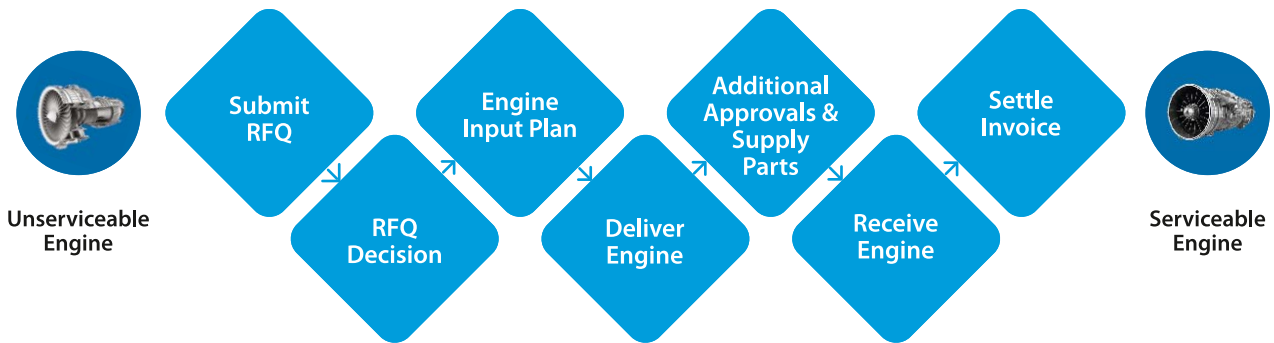 Unserviceable
Engine
Submit
RFQ
RFQ
Decision
Engine
Input Plan
Deliver
Engine
Additional
Approvals &
Supply
Parts
Receive
Engine
Settle
Invoice
Serviceable
Engine